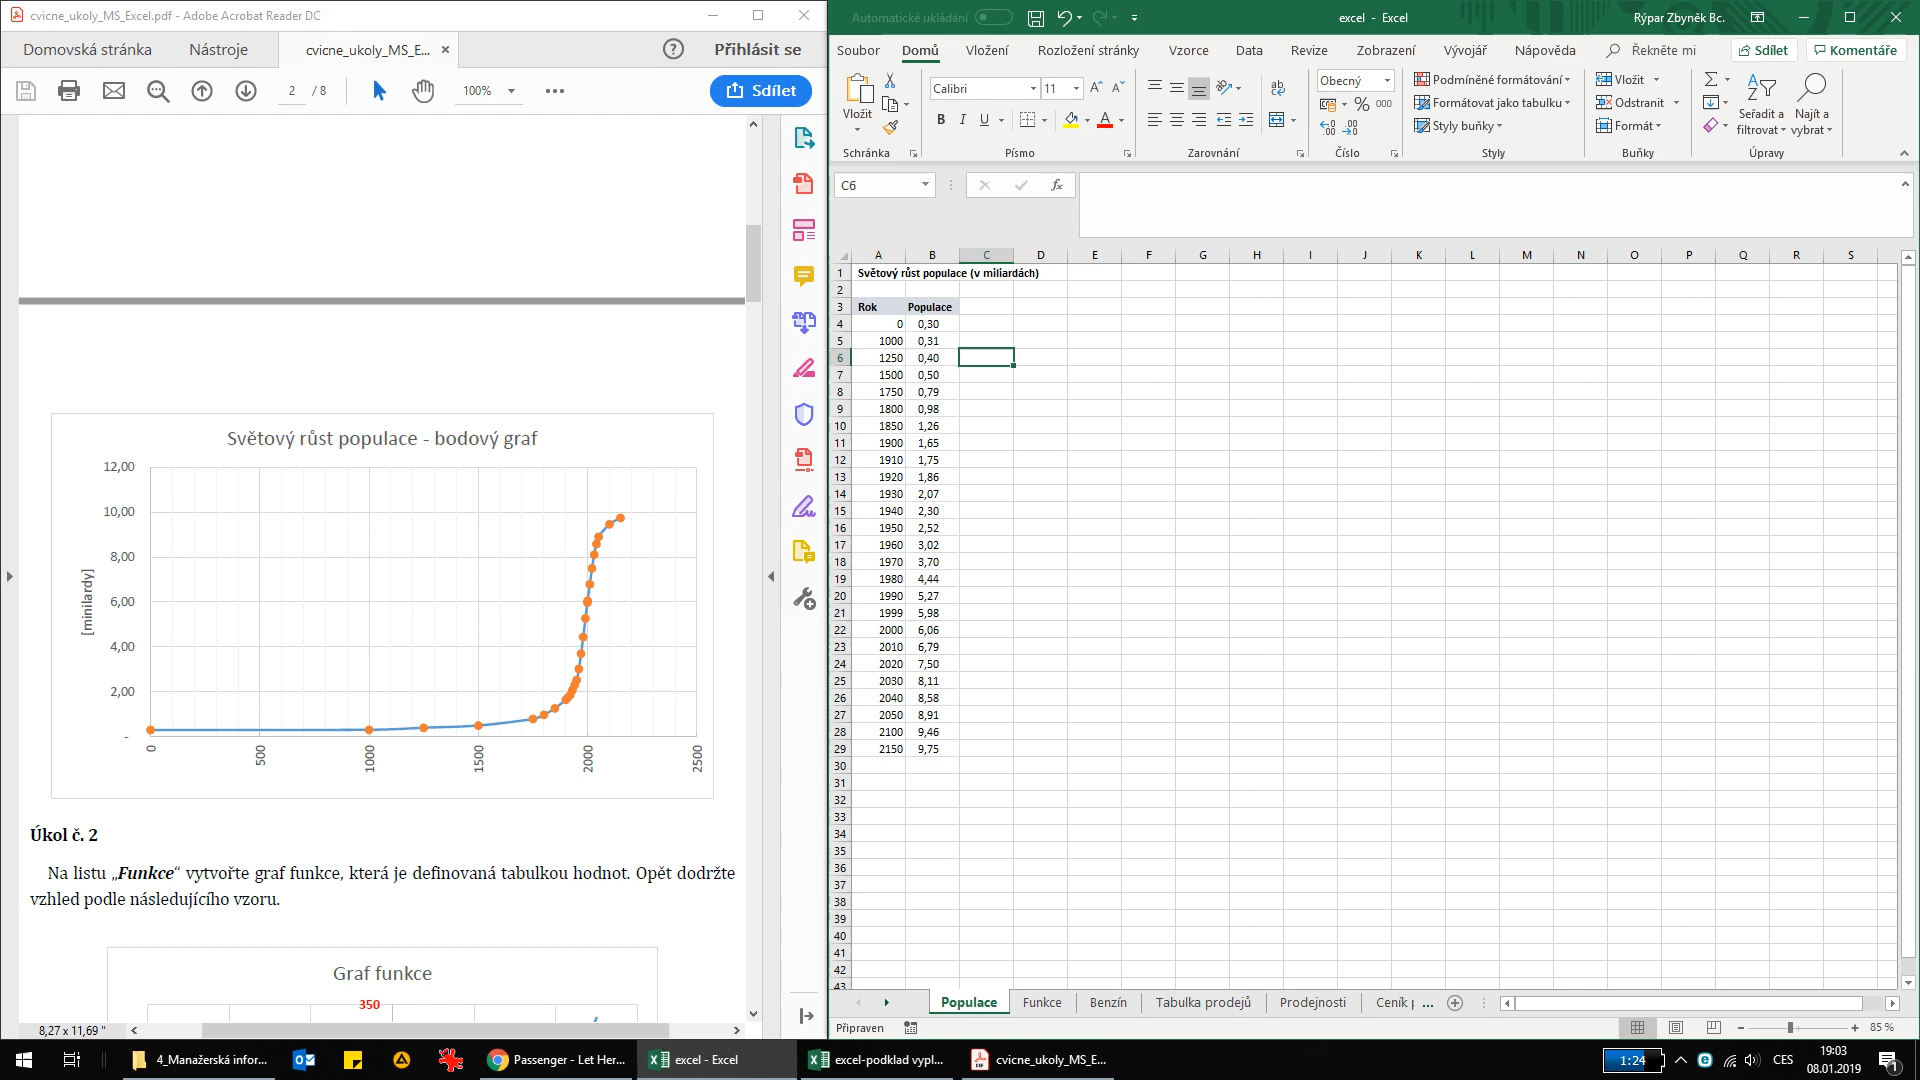 cvicne_ukoly_MS_Excel.pdf - Adobe Acrobat Reader DC
Domovská stránka Nástroje cvicne_ukoly_MS_E... × Přihlásit se
2 / 8 100% Sdílet
Světový růst populace - bodový graf
[minilardy]
12,00
10,00
8,00
6,00
4,00
2,00
-
0 500 1000 1500 2000 2500
Úkol č. 2
Na listu „Funkce“ vytvořte graf funkce, která je definovaná tabulkou hodnot. Opět dodržte
vzhled podle následujícího vzoru.
Graf funkce
350
8,27 x 11,69 "
Automatické ukládání excel - Excel Rýpar Zbyněk Bc.
Soubor Domů Vložení Rozložení stránky Vzorce Data Revize Zobrazení Vývojář Nápověda Řekněte mi Sdílet Komentáře
Vložit
Schránka
Calibri 11
B I U
Písmo
Zarovnání
Obecný
% 000
Číslo
Podmíněné formátování
Formátovat jako tabulku
Styly buňky
Styly
Vložit
Odstranit
Formát
Buňky
Seřadit a filtrovat
Najít a vybrat
Úpravy
C6 fx
A B C D E F G H I J K L M N O P Q R S
1 Světový růst populace (v miliardách)
2
3 Rok Populace
4 0 0,30
5 1000 0,31
6 1250 0,40
7 1500 0,50
8 1750 0,79
9 1800 0,98
10 1850 1,26
11 1900 1,65
12 1910 1,75
13 1920 1,86
14 1930 2,07
15 1940 2,30
16 1950 2,52
17 1960 3,02
18 1970 3,70
19 1980 4,44
20 1990 5,27
21 1999 5,98
22 2000 6,06
23 2010 6,79
24 2020 7,50
25 2030 8,11
26 2040 8,58
27 2050 8,91
28 2100 9,46
29 2150 9,75
30
31
32
33
34
35
36
37
38
39
40
41
42
43
Populace Funkce Benzín Tabulka prodejů Prodejnosti Ceník ...
Připraven 85 %
4_Manažerská infor... Passenger - Let Her... excel - Excel excel-podklad vypl... cvicne_ukoly_MS_E... 1:24 CES 19:03
08.01.2019 1